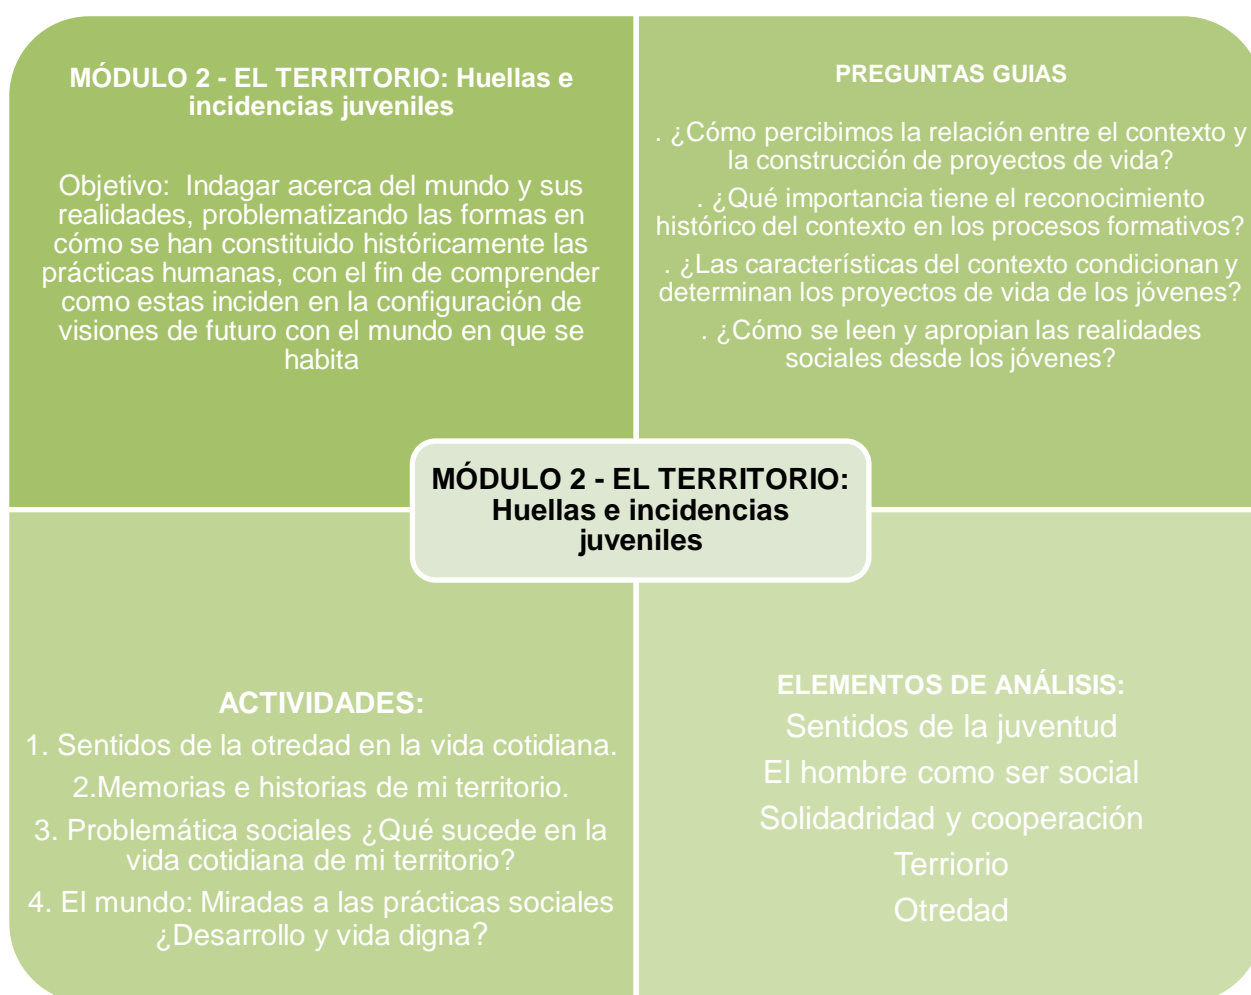 MÓDULO 2 - EL TERRITORIO: Huellas e
incidencias juveniles
Objetivo: Indagar acerca del mundo y sus
realidades, problematizando las formas en
cómo se han constituido históricamente las
prácticas humanas, con el fin de comprender
como estas inciden en la configuración de
visiones de futuro con el mundo en que se
habita
PREGUNTAS GUIAS
. ¿Cómo percibimos la relación entre el contexto y
la construcción de proyectos de vida?
. ¿Qué importancia tiene el reconocimiento
histórico del contexto en los procesos formativos?
. ¿Las características del contexto condicionan y
determinan los proyectos de vida de los jóvenes?
. ¿Cómo se leen y apropian las realidades
sociales desde los jóvenes?
MÓDULO 2 - EL TERRITORIO:
Huellas e incidencias
juveniles
ACTIVIDADES:
1. Sentidos de la otredad en la vida cotidiana.
2.Memorias e historias de mi territorio.
3. Problemática sociales ¿Qué sucede en la
vida cotidiana de mi territorio?
4. El mundo: Miradas a las prácticas sociales
¿Desarrollo y vida digna?
ELEMENTOS DE ANÁLISIS:
Sentidos de la juventud
El hombre como ser social
Solidadridad y cooperación
Terriorio
Otredad